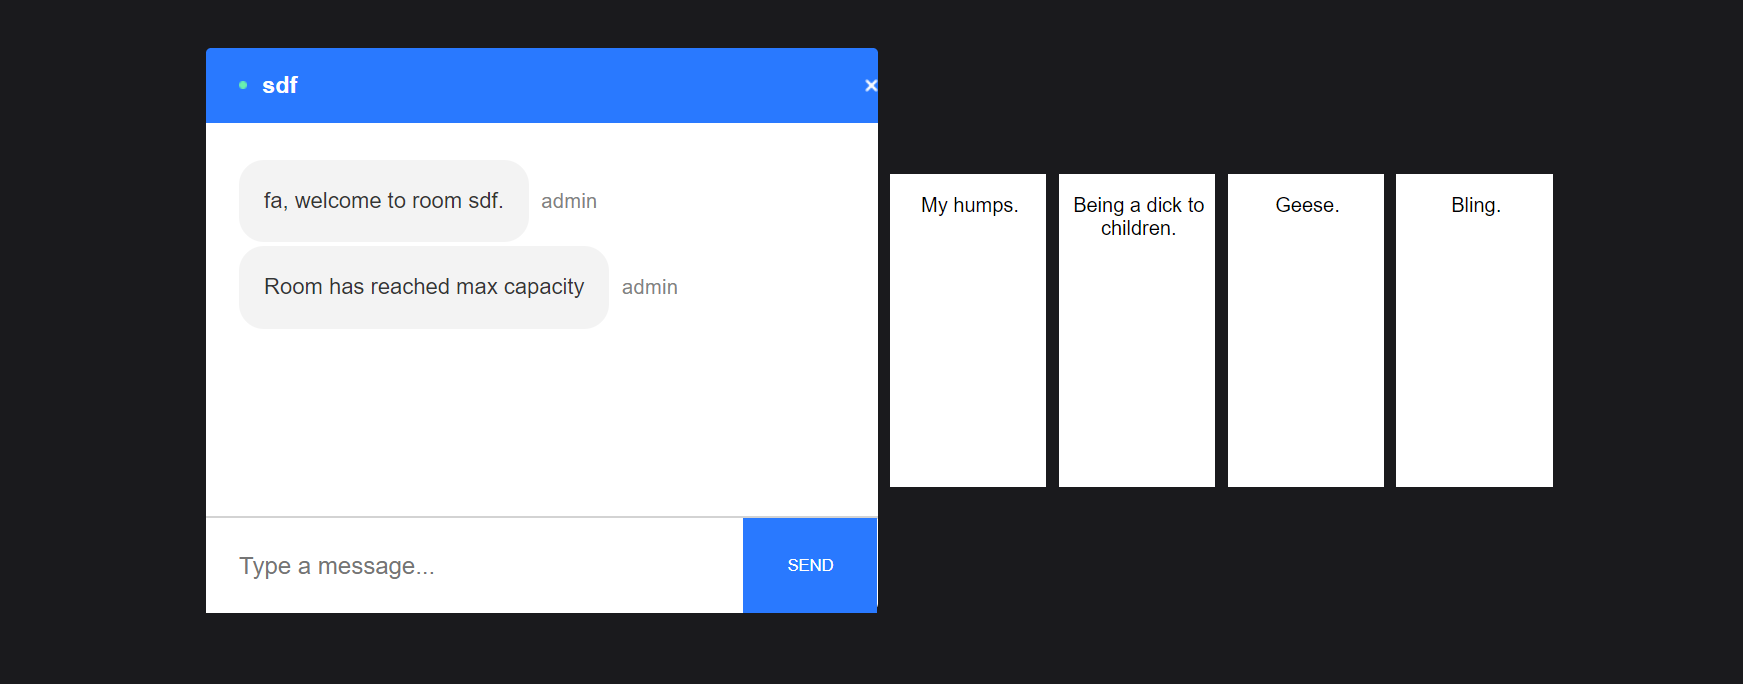 sdf
fa, welcome to room sdf. admin
Room has reached max capacity admin
Type a message...
SEND
My humps.
Being a dick to
children.
Geese.
Bling.